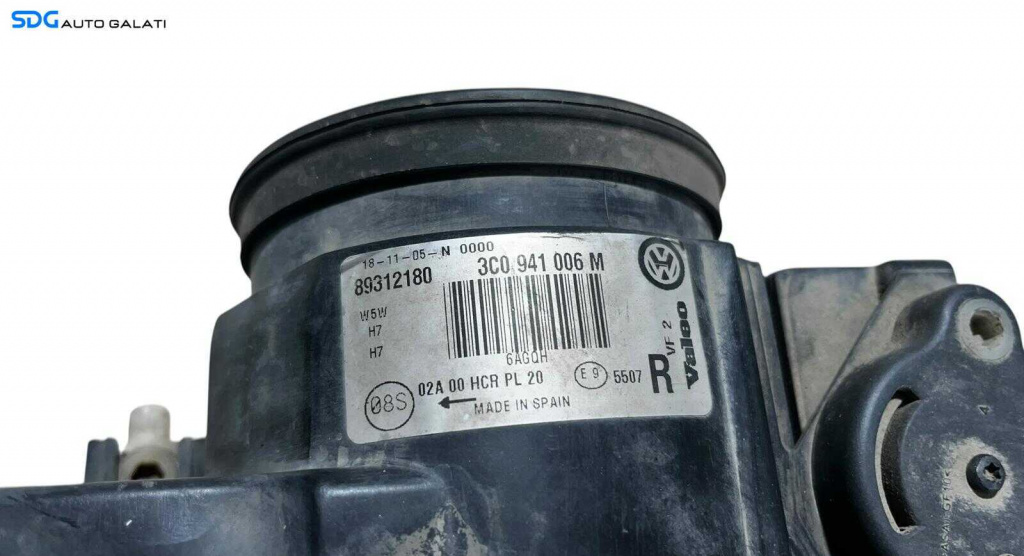 SDG AUTO GALATI
18-11-05-N 0000
89312180
3C0 941 006 M
W5W
H7
H7
6AGQH
VF 2
Valeo
R
02A 00 HCR PL 20
E 9
5507
08S
MADE IN SPAIN
4